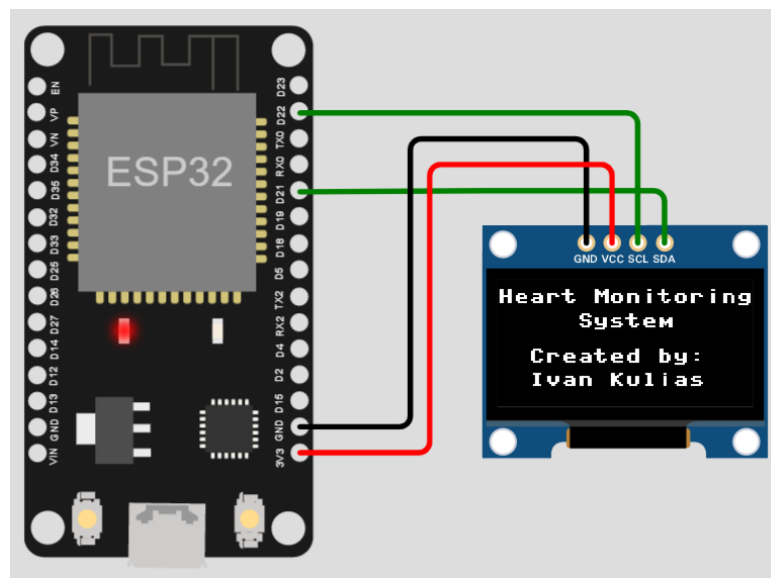 EN
VP
VN
D34
D35
D32
D33
D25
D26
D27
D14
D12
D13
GND
VIN
ESP32
D23
D22
TX0
RX0
D21
D19
D18
D5
TX2
RX2
D4
D2
D15
GND
3V3
GND VCC SCL SDA
Heart Monitoring
System
Created by:
Ivan Kulias